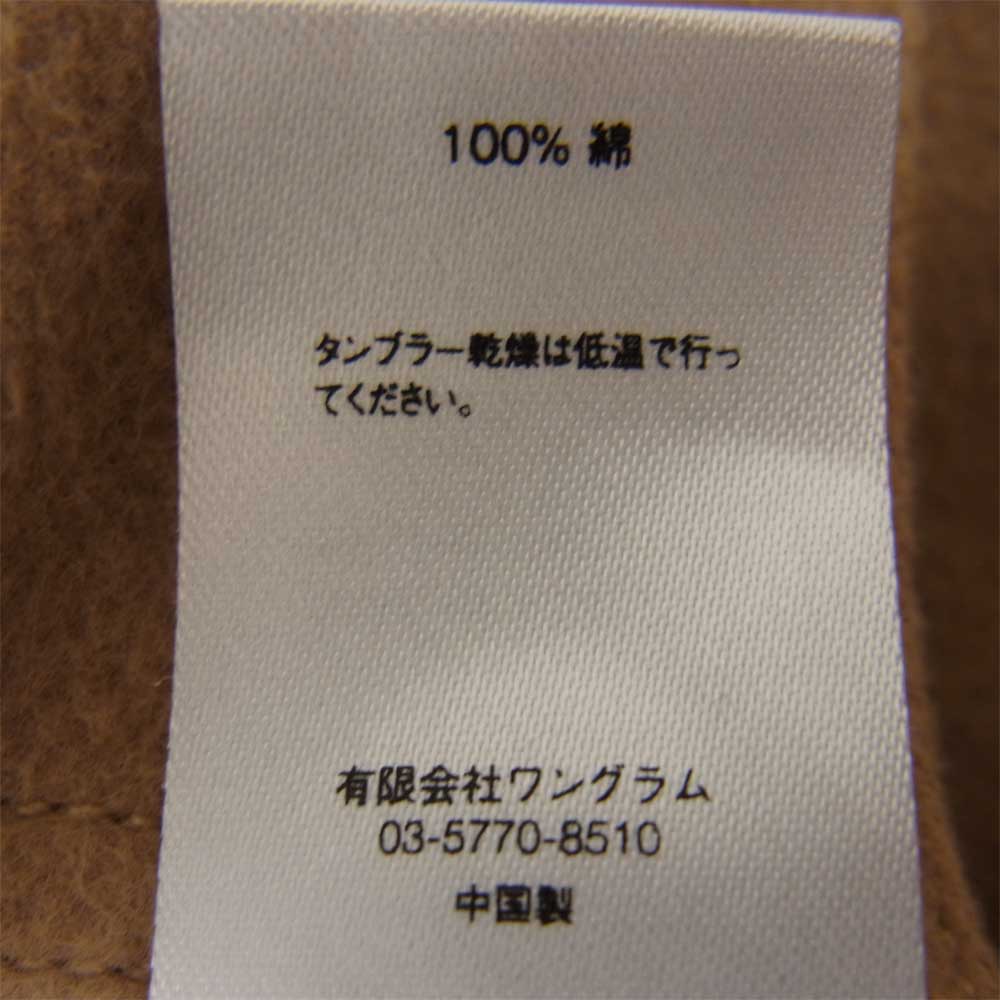 100% 綿
タンブラー乾燥は低温で行っ
てください。
有限会社ワングラム
03-5770-8510
中国製